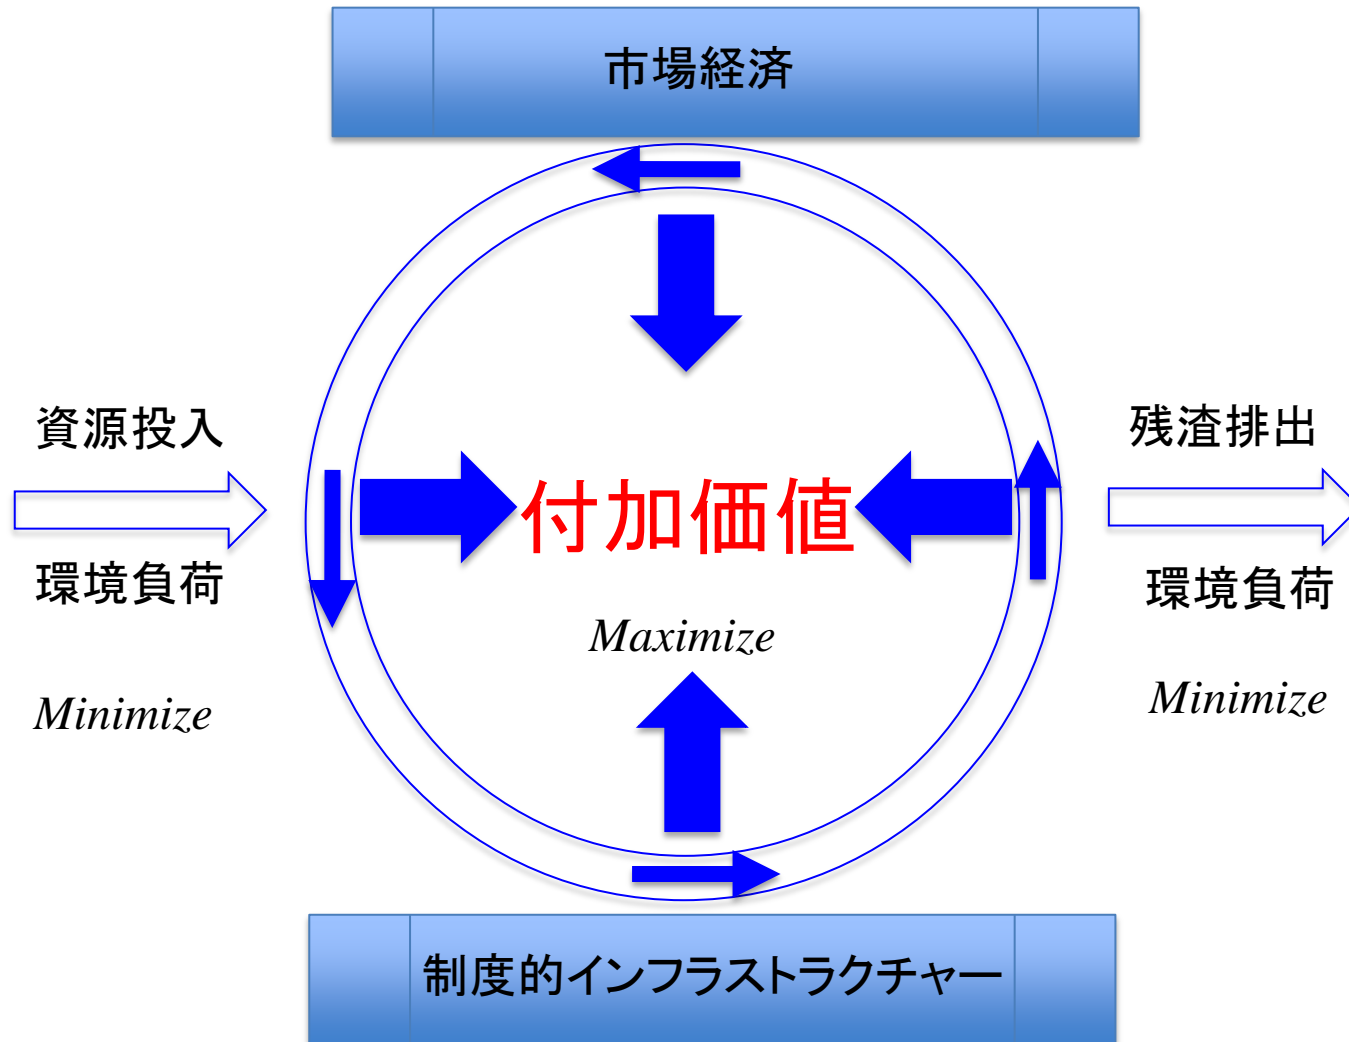 市場経済
資源投入
環境負荷
Minimize
付加価値
Maximize
残渣排出
環境負荷
Minimize
制度的インフラストラクチャー